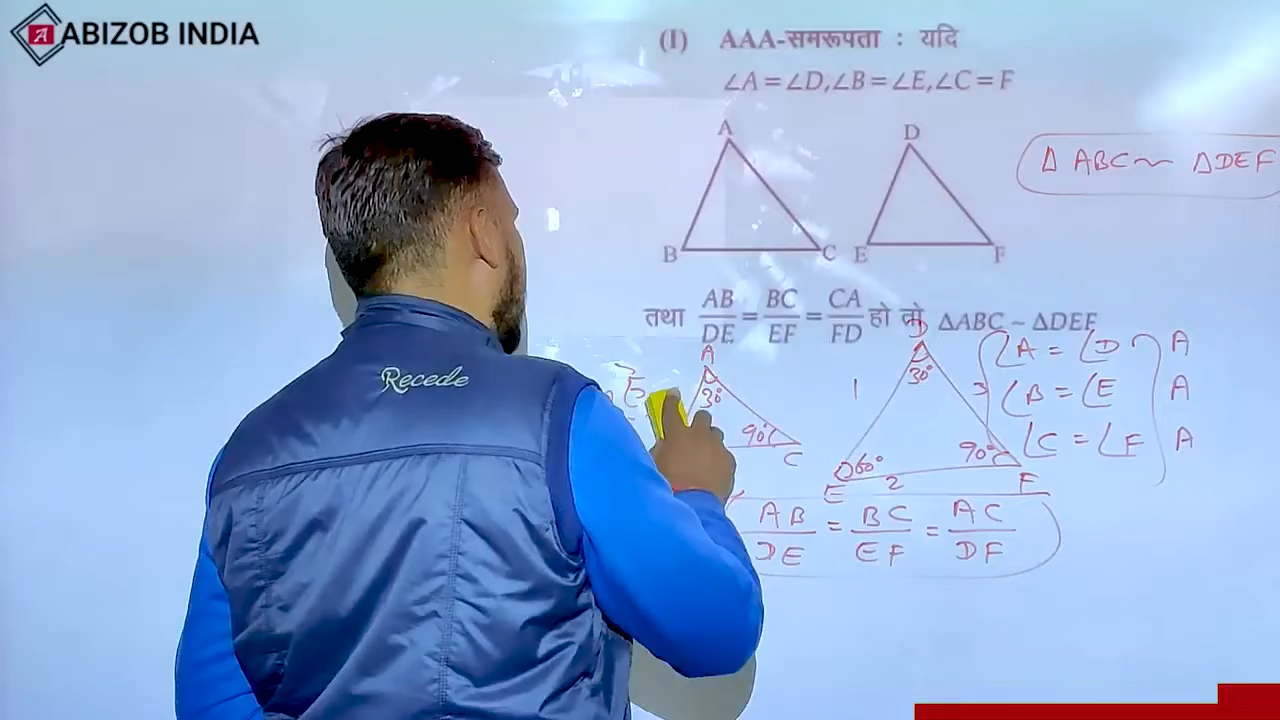 ABIZOB INDIA
(I) AAA-समरूपता : यदि
∠A=∠D,∠B=∠E,∠C=F
A
D
B
C
E
F
Δ ABC ~ ΔDEF
तथा AB/DE = BC/EF = CA/FD हो तो ΔABC ~ ΔDEF
A
30°
90°
C
D
30°
1
3
60°
90°
E
2
F
∠A = ∠D A
∠B = ∠E A
∠C = ∠F A
AB/DE = BC/EF = AC/DF
Recede